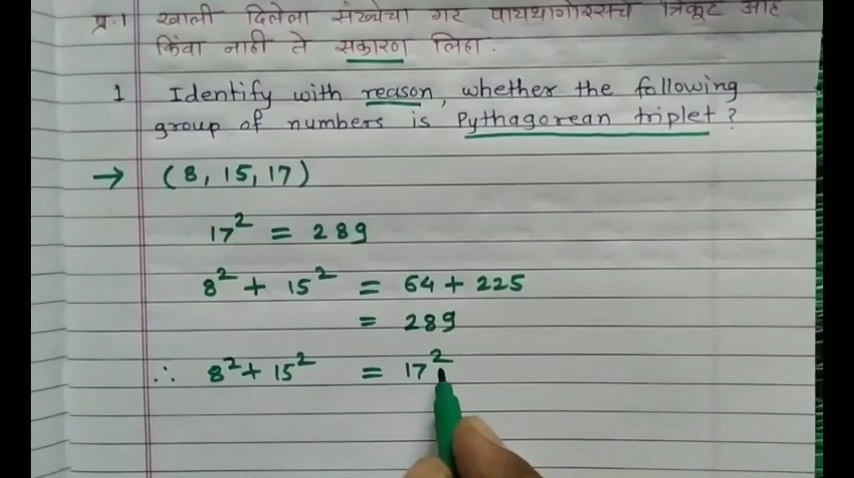 प्र.1 खाली दिलेला संख्येचा गट पायथागोरसचे त्रिकूट आहे
किंवा नाही ते सकारण लिहा.
1 Identify with reason, whether the following
group of numbers is Pythagorean triplet?
→ (8, 15, 17)
17² = 289
8² + 15² = 64 + 225
= 289
∴ 8² + 15² = 17²